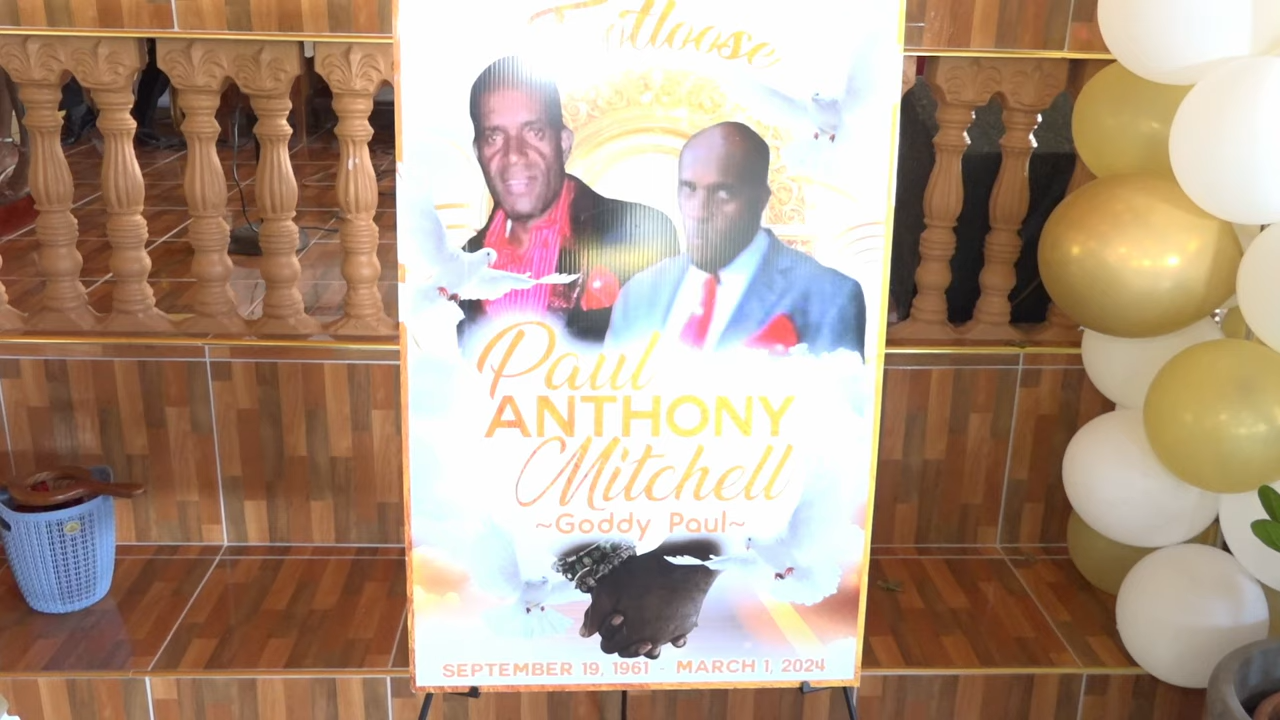 Paul
ANTHONY
Mitchell
~Goddy Paul~
SEPTEMBER 19, 1961 - MARCH 1, 2024